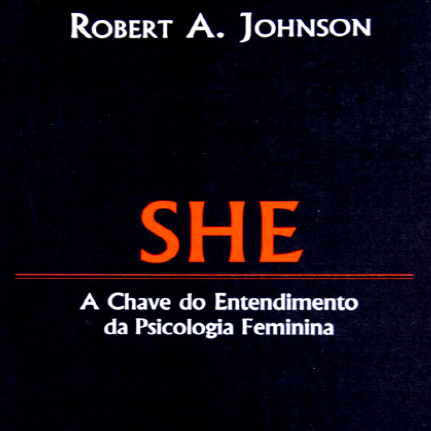 ROBERT A. JOHNSON
SHE
A Chave do Entendimento
da Psicologia Feminina